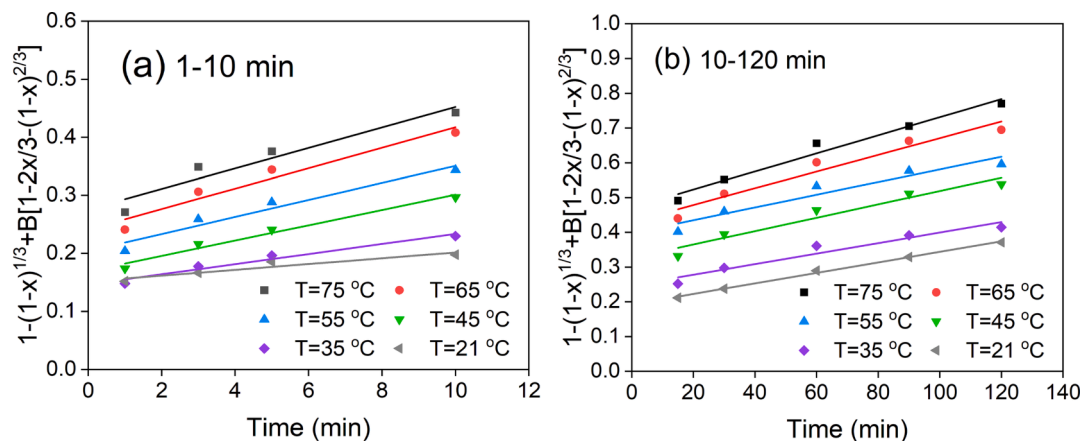 (a) 1-10 min
1-(1-x)^1/3+B[1-2x/3-(1-x)^2/3]
0.6
0.5
0.4
0.3
0.2
0.1
0.0
T=75 °C
T=65 °C
T=55 °C
T=45 °C
T=35 °C
T=21 °C
0 2 4 6 8 10 12
Time (min)
(b) 10-120 min
1-(1-x)^1/3+B[1-2x/3-(1-x)^2/3]
1.0
0.9
0.8
0.7
0.6
0.5
0.4
0.3
0.2
0.1
0.0
T=75 °C
T=65 °C
T=55 °C
T=45 °C
T=35 °C
T=21 °C
0 20 40 60 80 100 120 140
Time (min)